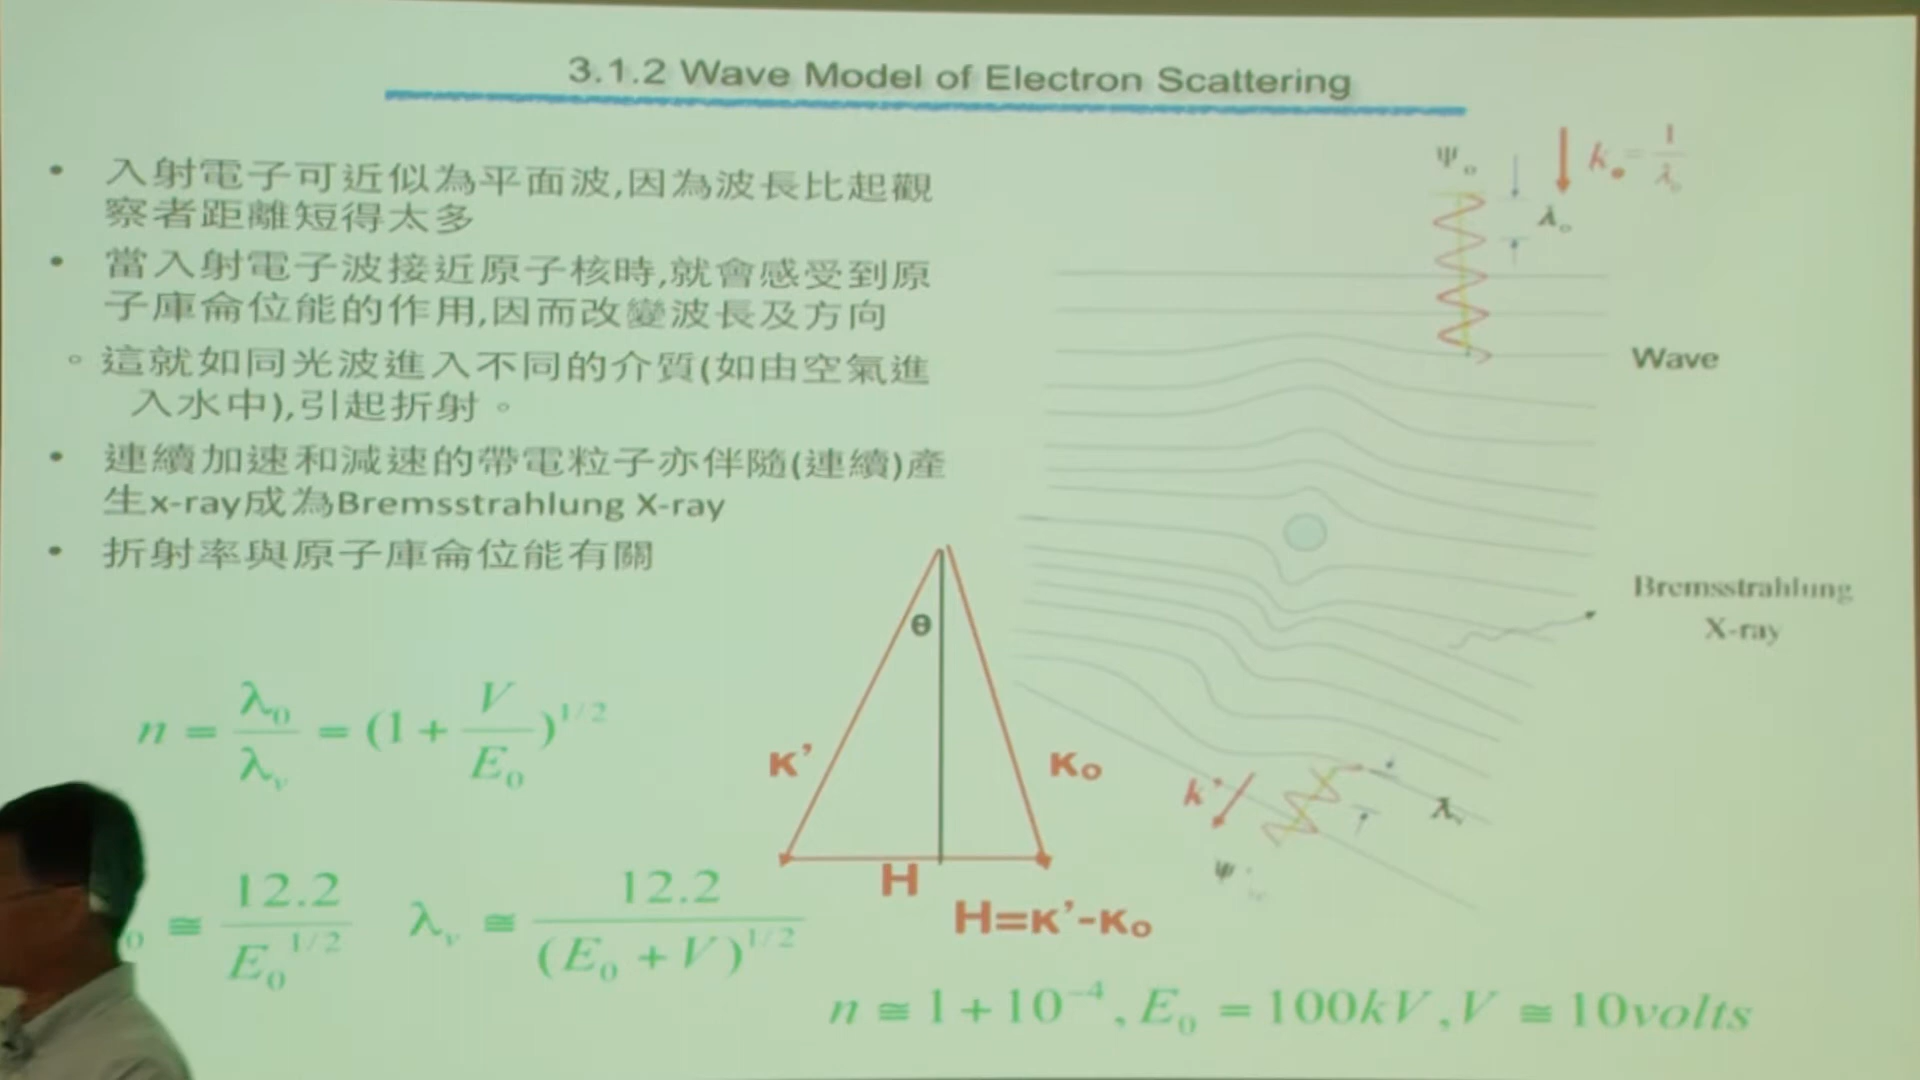 3.1.2 Wave Model of Electron Scattering
• 入射電子可近似為平面波,因為波長比起觀
察者距離短得太多
• 當入射電子波接近原子核時,就會感受到原
子庫侖位能的作用,因而改變波長及方向
。這就如同光波進入不同的介質(如由空氣進
入水中),引起折射。
• 連續加速和減速的帶電粒子亦伴隨(連續)產
生x-ray成為Bremsstrahlung X-ray
• 折射率與原子庫侖位能有關
Ψo
k₀ = 1/λ₀
λo
Wave
Bremsstrahlung
X-ray
n = λ₀/λᵥ = (1 + V/E₀)^1/2
θ
K'
Ko
H
H=K'-Ko
k'
λᵥ
Ψ'
₀ ≅ 12.2/E₀^1/2 λᵥ ≅ 12.2/(E₀ + V)^1/2
n ≅ 1 + 10⁻⁴, E₀ = 100kV, V ≅ 10volts